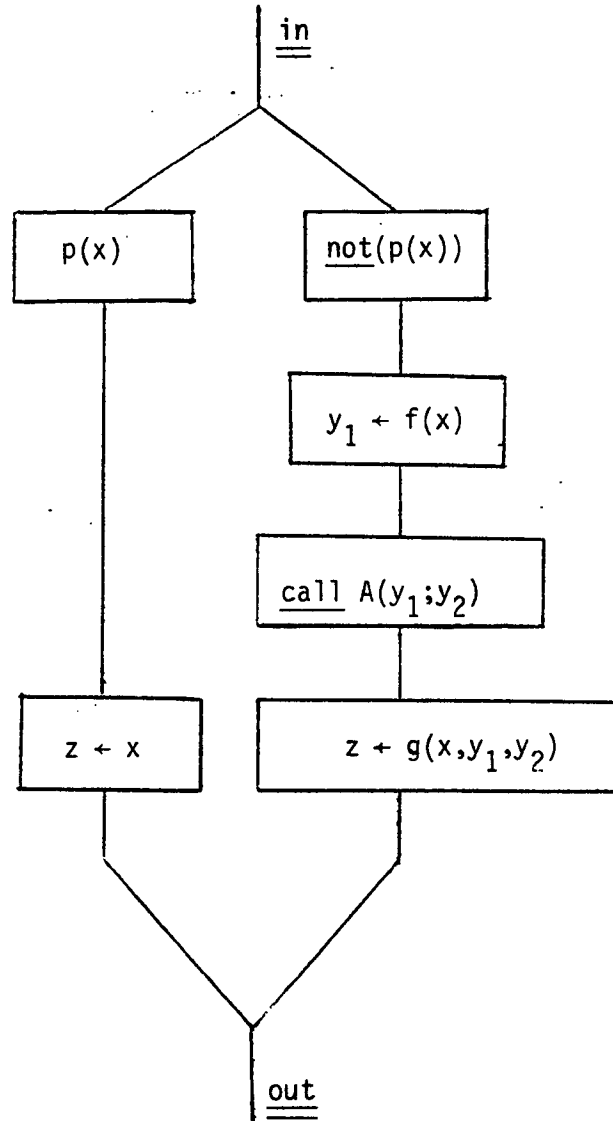 in
p(x)
not(p(x))
y₁ ← f(x)
call A(y₁;y₂)
z ← x
z ← g(x,y₁,y₂)
out